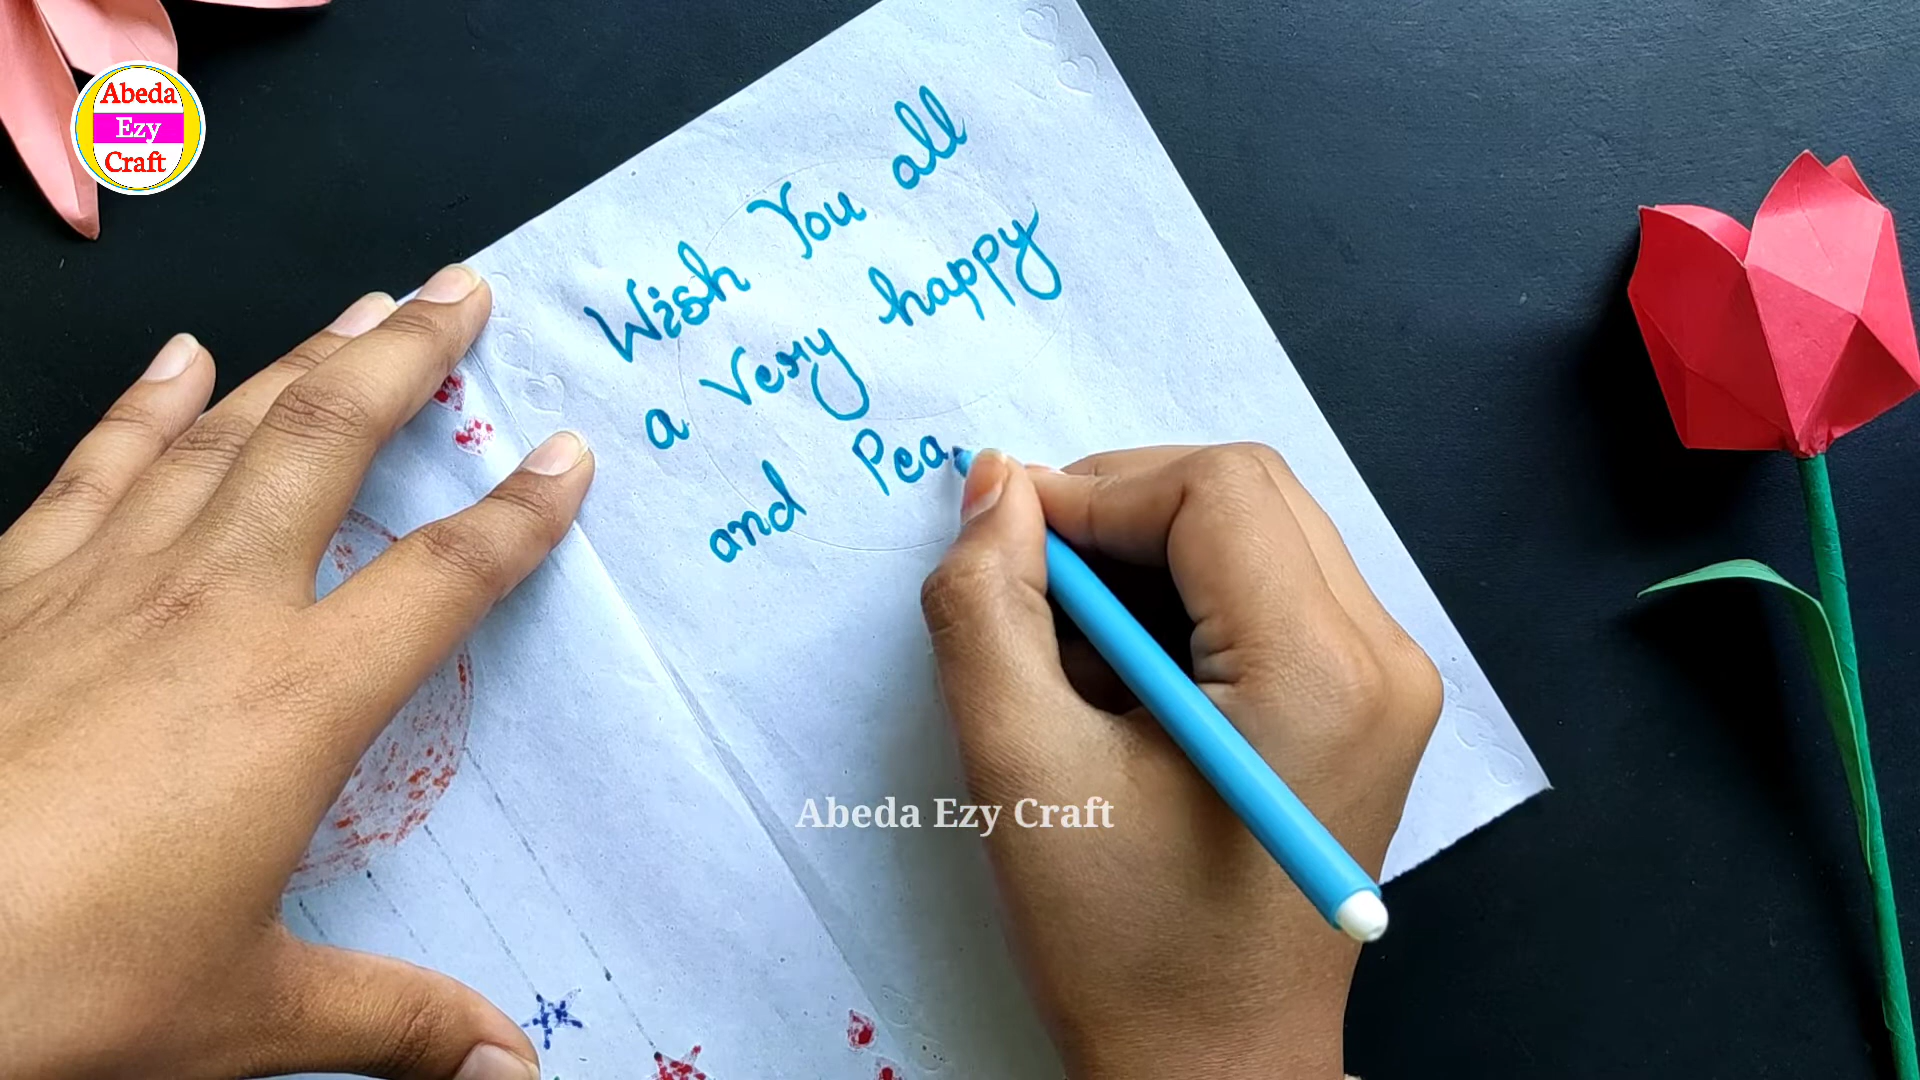 Abeda
Ezy
Craft
Wish You all
a Very happy
and Pea
Abeda Ezy Craft